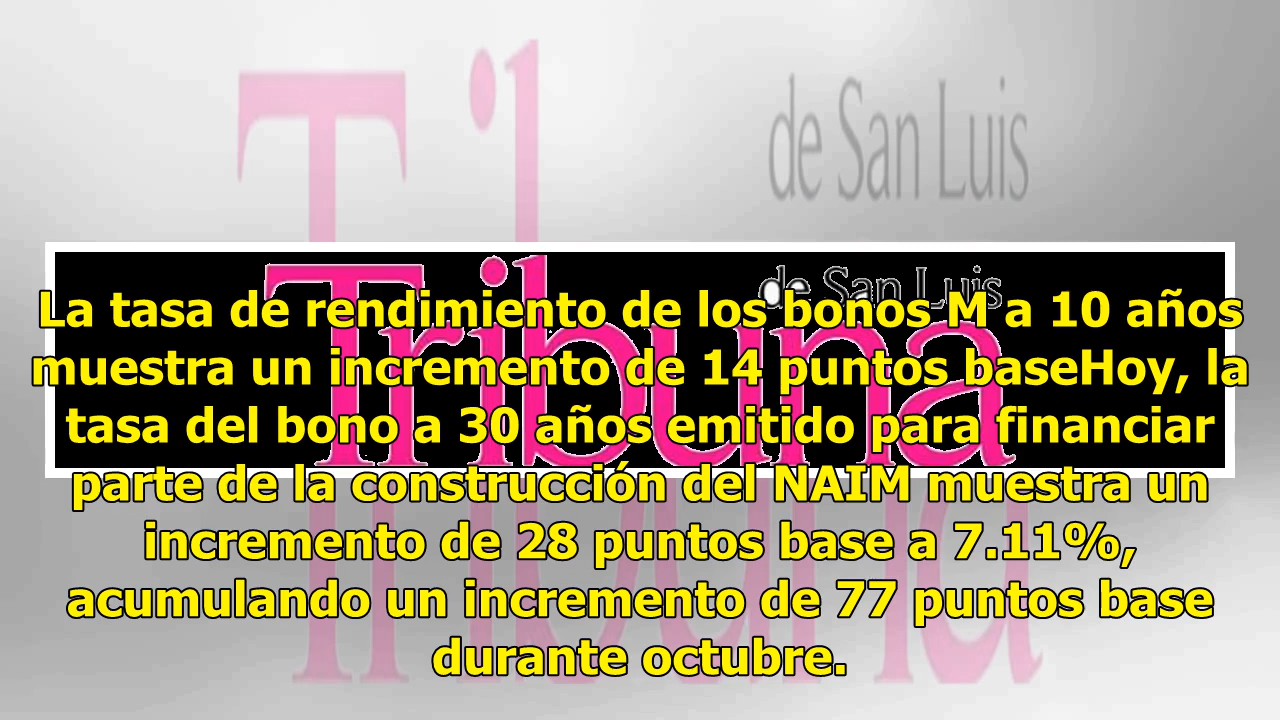 de San Luis
Tribuna
de San Luis
Tribuna
La tasa de rendimiento de los bonos M a 10 años
muestra un incremento de 14 puntos baseHoy, la
tasa del bono a 30 años emitido para financiar
parte de la construcción del NAIM muestra un
incremento de 28 puntos base a 7.11%,
acumulando un incremento de 77 puntos base
durante octubre.